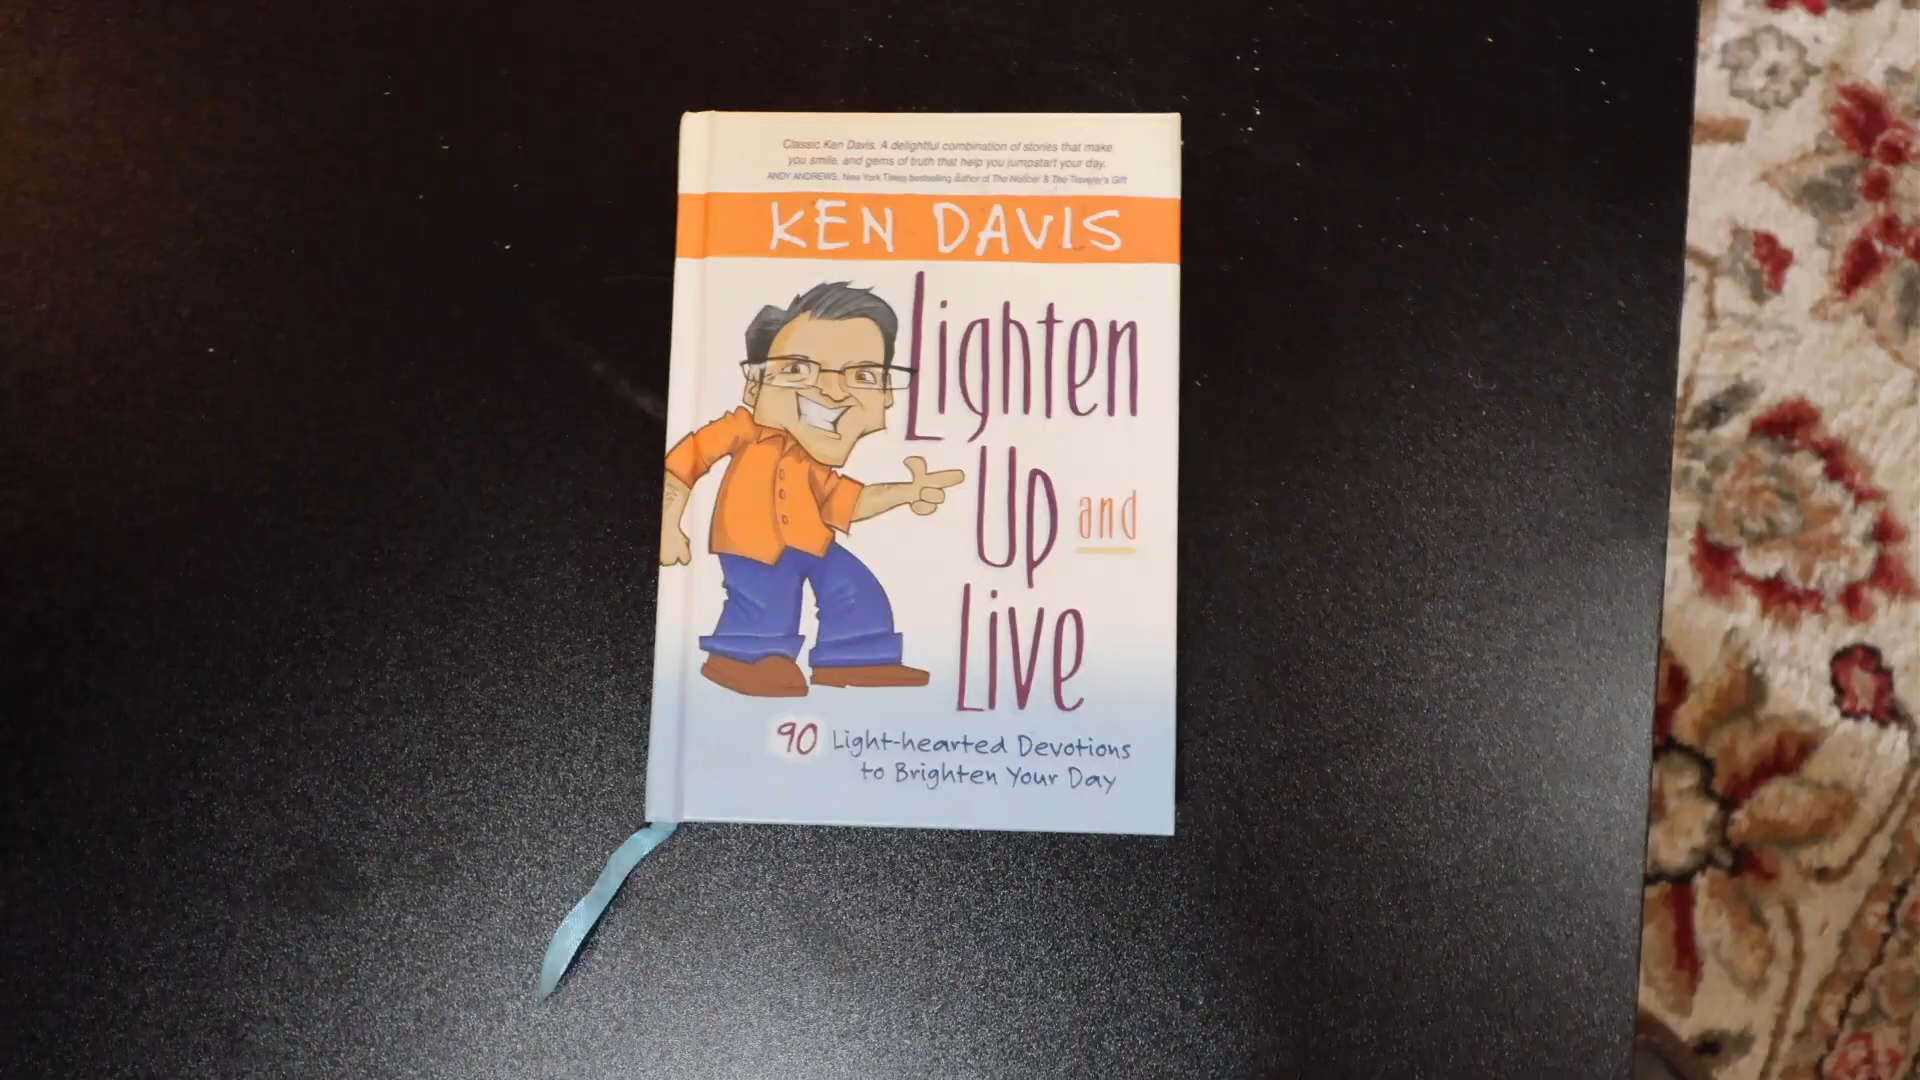 Classic Ken Davis. A delightful combination of stories that make
you smile, and gems of truth that help you jumpstart your day.
ANDY ANDREWS, New York Times bestselling author of The Noticer & The Traveler's Gift
KEN DAVIS
Lighten
Up and
Live
90 Light-hearted Devotions
to Brighten Your Day